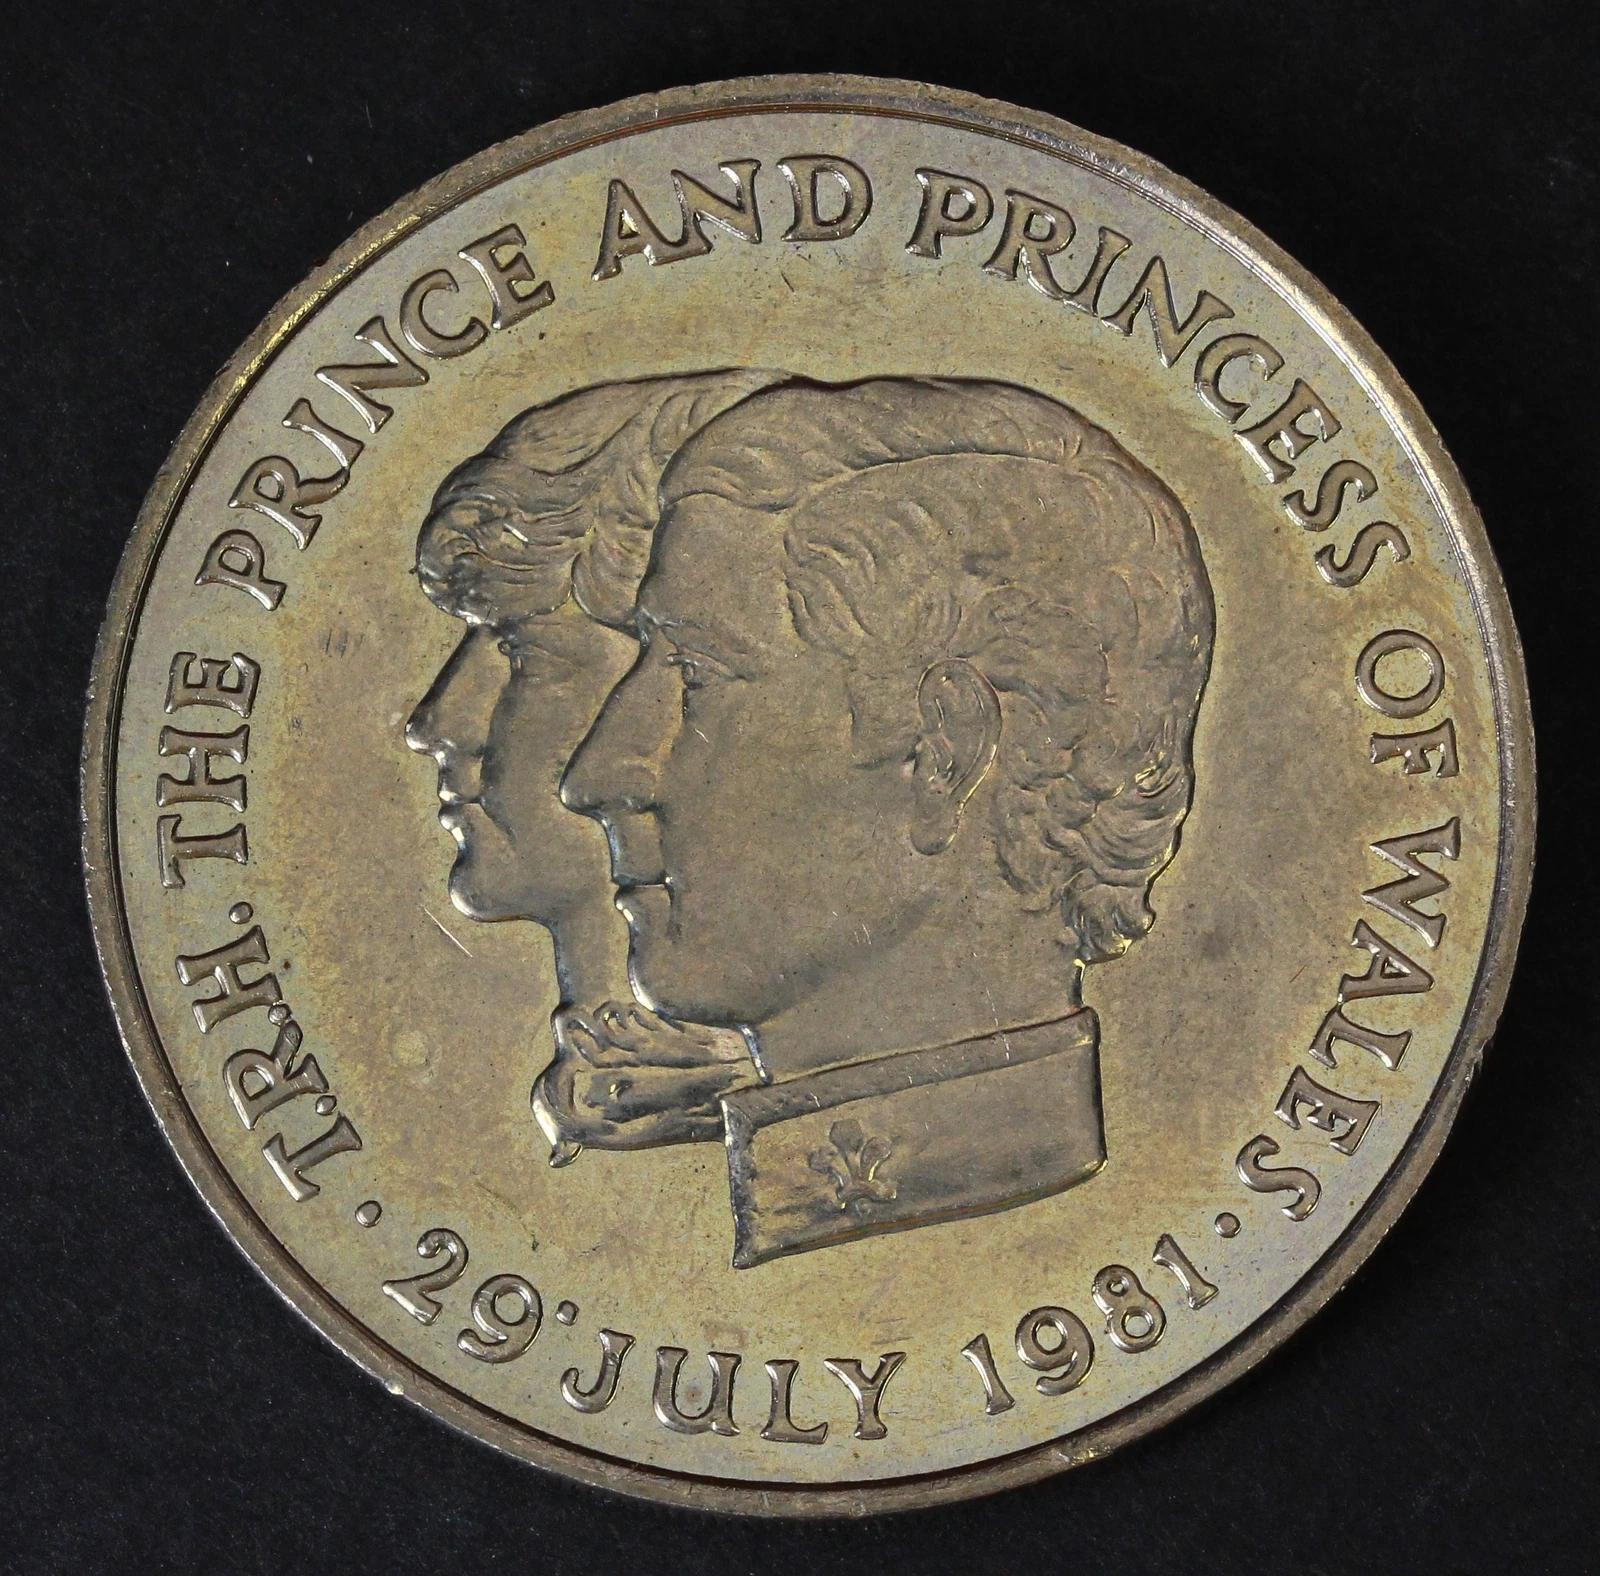 T.R.H. THE PRINCE AND PRINCESS OF WALES
· 29· JULY 1981 ·